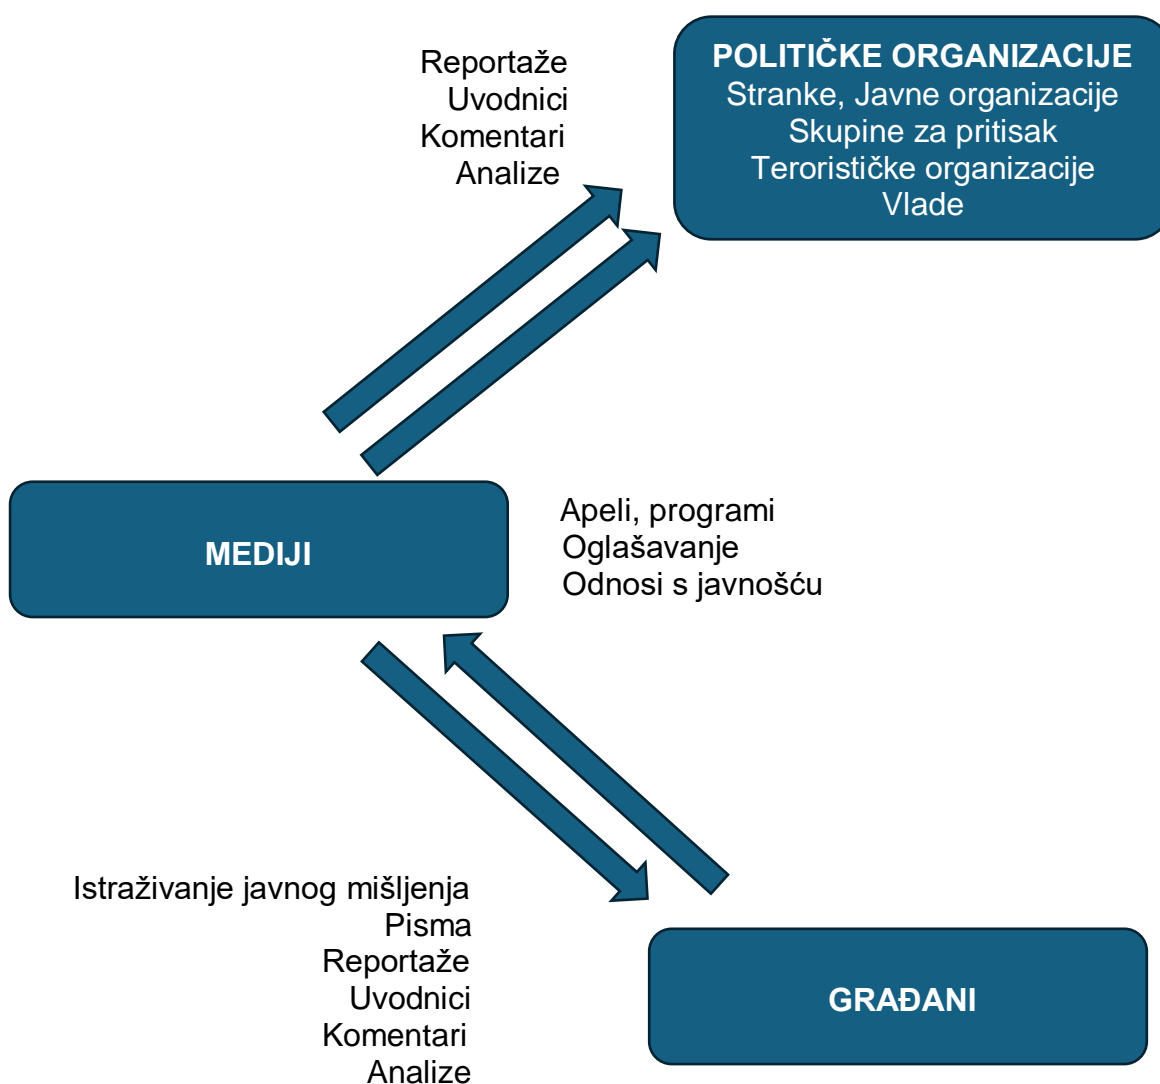 Reportaže
Uvodnici
Komentari
Analize
POLITIČKE ORGANIZACIJE
Stranke, Javne organizacije
Skupine za pritisak
Terorističke organizacije
Vlade
MEDIJI
Apeli, programi
Oglašavanje
Odnosi s javnošću
Istraživanje javnog mišljenja
Pisma
Reportaže
Uvodnici
Komentari
Analize
GRAĐANI